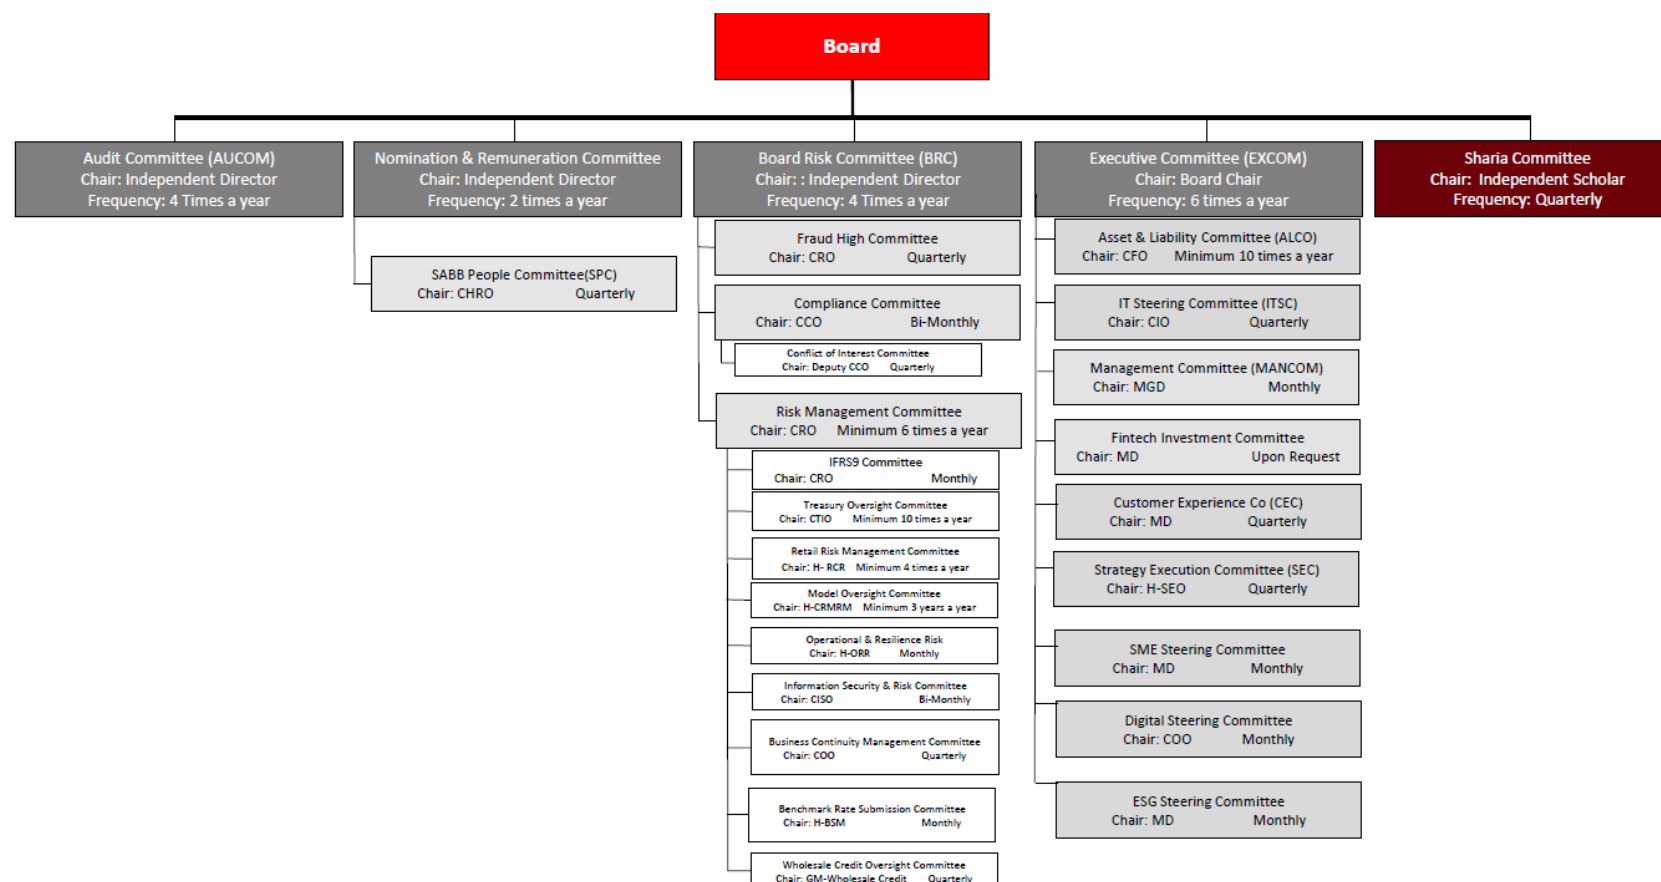 Board
Audit Committee (AUCOM)
Chair: Independent Director
Frequency: 4 Times a year
Nomination & Remuneration Committee
Chair: Independent Director
Frequency: 2 times a year
Board Risk Committee (BRC)
Chair: : Independent Director
Frequency: 4 Times a year
Executive Committee (EXCOM)
Chair: Board Chair
Frequency: 6 times a year
Sharia Committee
Chair: Independent Scholar
Frequency: Quarterly
SABB People Committee(SPC)
Chair: CHRO Quarterly
Fraud High Committee
Chair: CRO Quarterly
Compliance Committee
Chair: CCO Bi-Monthly
Conflict of Interest Committee
Chair: Deputy CCO Quarterly
Risk Management Committee
Chair: CRO Minimum 6 times a year
IFRS9 Committee
Chair: CRO Monthly
Treasury Oversight Committee
Chair: CTIO Minimum 10 times a year
Retail Risk Management Committee
Chair: H- RCR Minimum 4 times a year
Model Oversight Committee
Chair: H-CRMRM Minimum 3 years a year
Operational & Resilience Risk
Chair: H-ORR Monthly
Information Security & Risk Committee
Chair: CISO Bi-Monthly
Business Continuity Management Committee
Chair: COO Quarterly
Benchmark Rate Submission Committee
Chair: H-BSM Monthly
Wholesale Credit Oversight Committee
Chair: GM-Wholesale Credit Quarterly
Asset & Liability Committee (ALCO)
Chair: CFO Minimum 10 times a year
IT Steering Committee (ITSC)
Chair: CIO Quarterly
Management Committee (MANCOM)
Chair: MGD Monthly
Fintech Investment Committee
Chair: MD Upon Request
Customer Experience Co (CEC)
Chair: MD Quarterly
Strategy Execution Committee (SEC)
Chair: H-SEO Quarterly
SME Steering Committee
Chair: MD Monthly
Digital Steering Committee
Chair: COO Monthly
ESG Steering Committee
Chair: MD Monthly